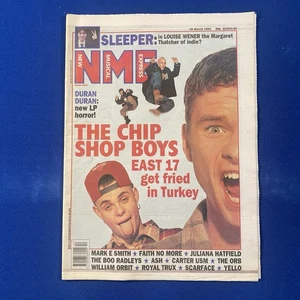 SLEEPER: Is LOUISE WENER the Margaret
Thatcher of indie?
NEW
MUSICAL
EXPRESS
NME
DURAN
DURAN:
new LP
horror!
THE CHIP
SHOP BOYS
EAST 17
get fried
in Turkey
MARK E SMITH ★ FAITH NO MORE ★ JULIANA HATFIELD
THE BOO RADLEYS ★ ASH ★ CARTER USM ★ THE ORB
WILLIAM ORBIT ★ ROYAL TRUX ★ SCARFACE ★ YELLO